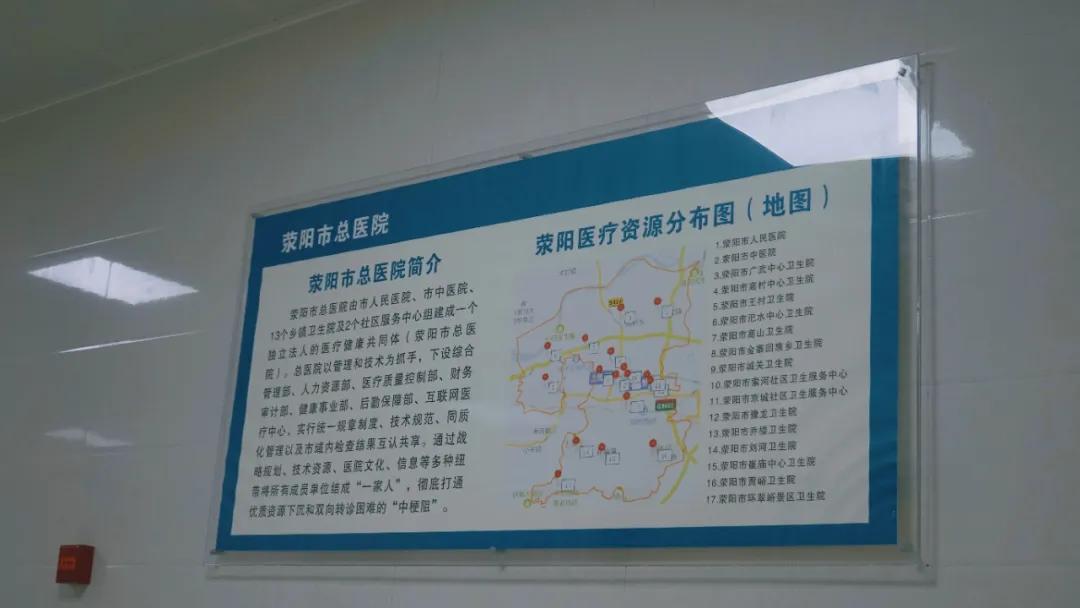 荥阳市总医院
荥阳市总医院简介
荥阳市总医院由市人民医院、市中医院、
13个乡镇卫生院及2个社区服务中心组建成一个
独立法人的医疗健康共同体（荥阳市总医
院）。总医院以管理和技术为抓手，下设综合
管理部、人力资源部、医疗质量控制部、财务
审计部、健康事业部、后勤保障部、互联网医
疗中心，实行统一规章制度、技术规范、同质
化管理以及市域内检查结果互认共享。通过战
略规划、技术资源、医院文化、信息等多种纽
带将所有成员单位结成“一家人”，彻底打通
优质资源下沉和双向转诊困难的“中梗阻”。
荥阳医疗资源分布图（地图）
1.荥阳市人民医院
2.荥阳市中医院
3.荥阳市广武中心卫生院
4.荥阳市高村中心卫生院
5.荥阳市王村卫生院
6.荥阳市汜水中心卫生院
7.荥阳市高山卫生院
8.荥阳市金寨回族乡卫生院
9.荥阳市城关卫生院
10.荥阳市索河社区卫生服务中心
11.荥阳市京城社区卫生服务中心
12.荥阳市豫龙卫生院
13.荥阳市乔楼卫生院
14.荥阳市刘河卫生院
15.荥阳市崔庙中心卫生院
16.荥阳市贾峪卫生院
17.荥阳市环翠峪景区卫生院